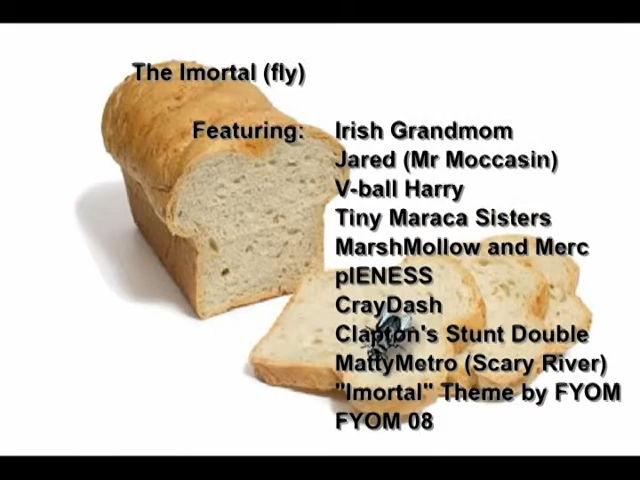 The Imortal (fly)
Featuring: Irish Grandmom
Jared (Mr Moccasin)
V-ball Harry
Tiny Maraca Sisters
MarshMollow and Merc
pIENESS
CrayDash
Clapton's Stunt Double
MattyMetro (Scary River)
"Imortal" Theme by FYOM
FYOM 08